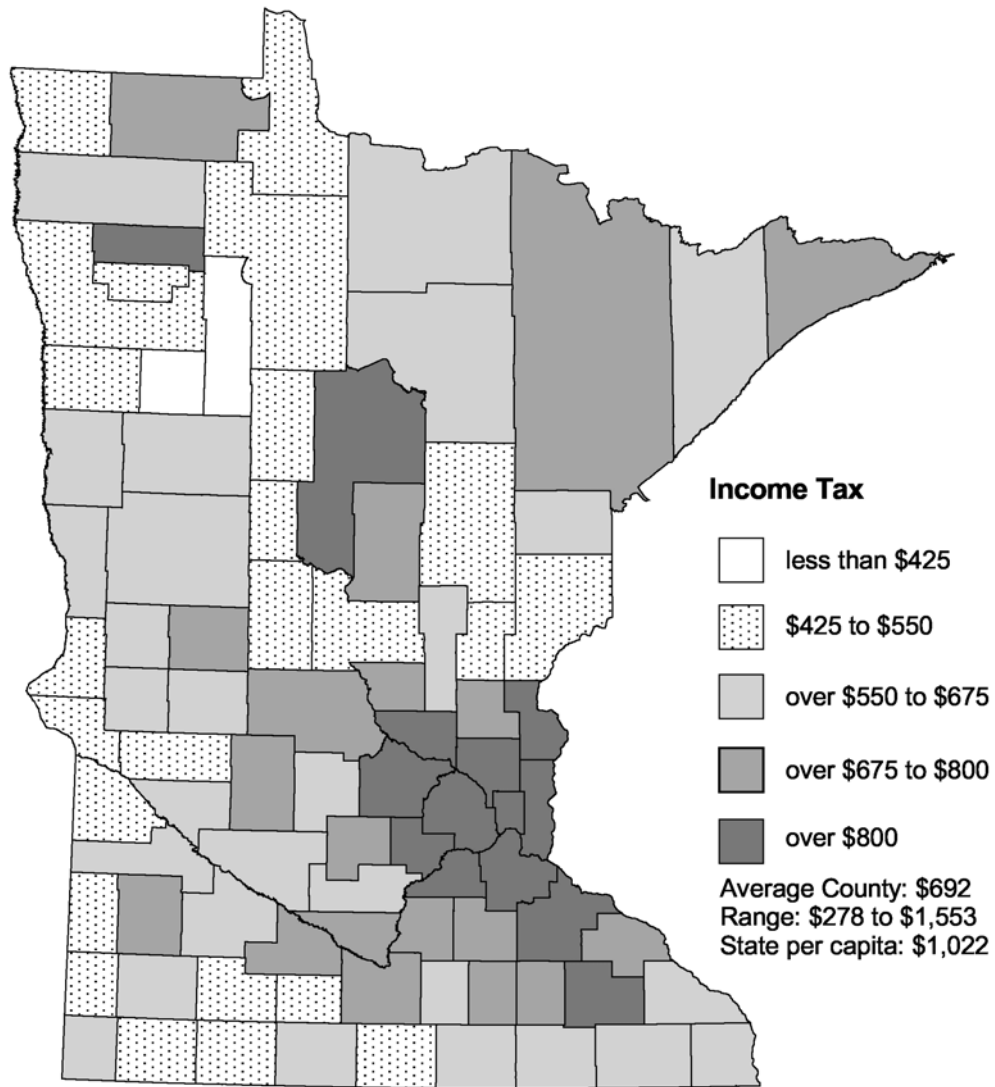 Income Tax
less than $425
$425 to $550
over $550 to $675
over $675 to $800
over $800
Average County: $692
Range: $278 to $1,553
State per capita: $1,022